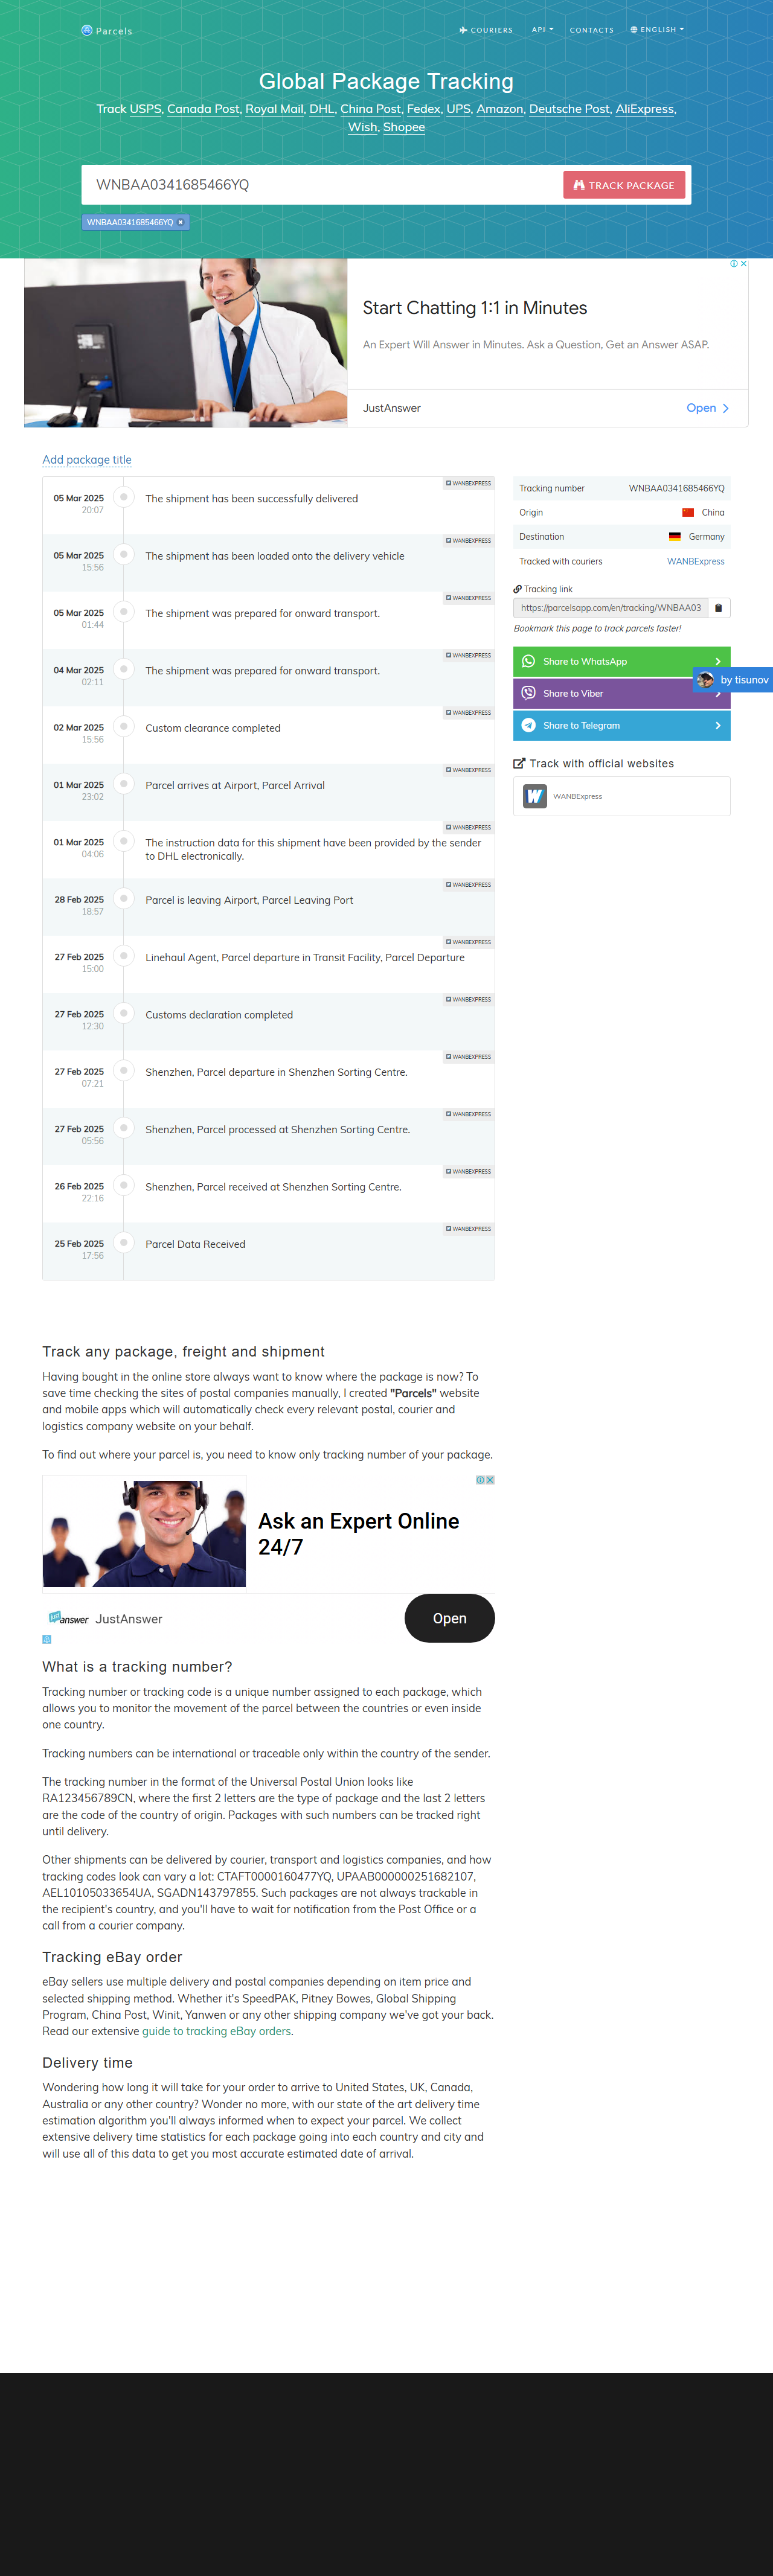 Parcels
COURIERS
API
CONTACTS
ENGLISH
Global Package Tracking
Track USPS, Canada Post, Royal Mail, DHL, China Post, Fedex, UPS, Amazon, Deutsche Post, AliExpress,
Wish, Shopee
WNBAA0341685466YQ
TRACK PACKAGE
WNBAA0341685466YQ
Start Chatting 1:1 in Minutes
An Expert Will Answer in Minutes. Ask a Question, Get an Answer ASAP.
JustAnswer
Open
Add package title
WANBEXPRESS
05 Mar 2025
20:07
The shipment has been successfully delivered
WANBEXPRESS
05 Mar 2025
15:56
The shipment has been loaded onto the delivery vehicle
WANBEXPRESS
05 Mar 2025
01:44
The shipment was prepared for onward transport.
WANBEXPRESS
04 Mar 2025
02:11
The shipment was prepared for onward transport.
WANBEXPRESS
02 Mar 2025
15:56
Custom clearance completed
WANBEXPRESS
01 Mar 2025
23:02
Parcel arrives at Airport, Parcel Arrival
WANBEXPRESS
01 Mar 2025
04:06
The instruction data for this shipment have been provided by the sender
to DHL electronically.
WANBEXPRESS
28 Feb 2025
18:57
Parcel is leaving Airport, Parcel Leaving Port
WANBEXPRESS
27 Feb 2025
15:00
Linehaul Agent, Parcel departure in Transit Facility, Parcel Departure
WANBEXPRESS
27 Feb 2025
12:30
Customs declaration completed
WANBEXPRESS
27 Feb 2025
07:21
Shenzhen, Parcel departure in Shenzhen Sorting Centre.
WANBEXPRESS
27 Feb 2025
05:56
Shenzhen, Parcel processed at Shenzhen Sorting Centre.
WANBEXPRESS
26 Feb 2025
22:16
Shenzhen, Parcel received at Shenzhen Sorting Centre.
WANBEXPRESS
25 Feb 2025
17:56
Parcel Data Received
Tracking number WNBAA0341685466YQ
Origin China
Destination Germany
Tracked with couriers WANBExpress
Tracking link
https://parcelsapp.com/en/tracking/WNBAA03
Bookmark this page to track parcels faster!
Share to WhatsApp
by tisunov
Share to Viber
Share to Telegram
Track with official websites
W
WANBExpress
Track any package, freight and shipment
Having bought in the online store always want to know where the package is now? To
save time checking the sites of postal companies manually, I created "Parcels" website
and mobile apps which will automatically check every relevant postal, courier and
logistics company website on your behalf.
To find out where your parcel is, you need to know only tracking number of your package.
Ask an Expert Online
24/7
Just answer
JustAnswer
Open
What is a tracking number?
Tracking number or tracking code is a unique number assigned to each package, which
allows you to monitor the movement of the parcel between the countries or even inside
one country.
Tracking numbers can be international or traceable only within the country of the sender.
The tracking number in the format of the Universal Postal Union looks like
RA123456789CN, where the first 2 letters are the type of package and the last 2 letters
are the code of the country of origin. Packages with such numbers can be tracked right
until delivery.
Other shipments can be delivered by courier, transport and logistics companies, and how
tracking codes look can vary a lot: CTAFT0000160477YQ, UPAAB000000251682107,
AEL10105033654UA, SGADN143797855. Such packages are not always trackable in
the recipient's country, and you'll have to wait for notification from the Post Office or a
call from a courier company.
Tracking eBay order
eBay sellers use multiple delivery and postal companies depending on item price and
selected shipping method. Whether it's SpeedPAK, Pitney Bowes, Global Shipping
Program, China Post, Winit, Yanwen or any other shipping company we've got your back.
Read our extensive guide to tracking eBay orders.
Delivery time
Wondering how long it will take for your order to arrive to United States, UK, Canada,
Australia or any other country? Wonder no more, with our state of the art delivery time
estimation algorithm you'll always informed when to expect your parcel. We collect
extensive delivery time statistics for each package going into each country and city and
will use all of this data to get you most accurate estimated date of arrival.